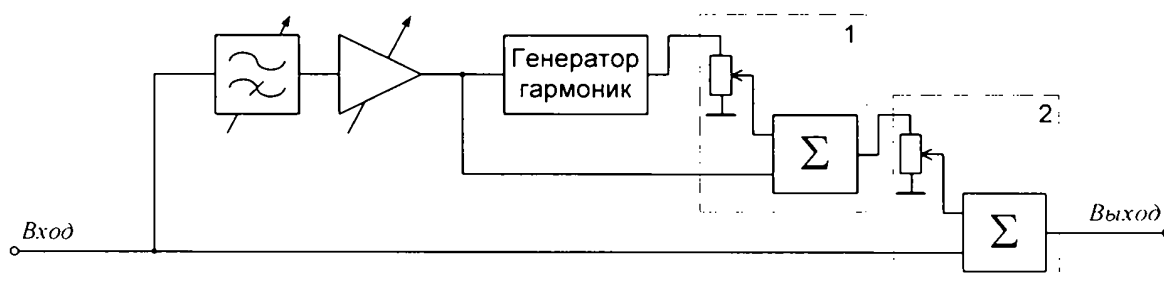 Генератор
гармоник
1
2
Σ
Σ
Вход
Выход